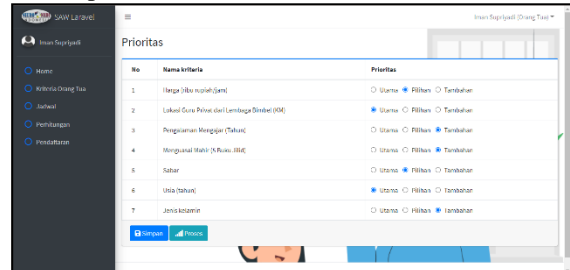 SAW Laravel
Iman Supriyadi (Orang Tua)
Iman Supriyadi
Prioritas
Home
Kriteria Orang Tua
Jadwal
Perhitungan
Pendaftaran
No Nama kriteria Prioritas
1 Harga (ribu rupiah/jam) Utama Pilihan Tambahan
2 Lokasi Guru Privat dari Lembaga Bimbel (KM) Utama Pilihan Tambahan
3 Pengalaman Mengajar (Tahun) Utama Pilihan Tambahan
4 Menguasai Mahir (5 Buku Jilid) Utama Pilihan Tambahan
5 Sabar Utama Pilihan Tambahan
6 Usia (tahun) Utama Pilihan Tambahan
7 Jenis kelamin Utama Pilihan Tambahan
Simpan Proses